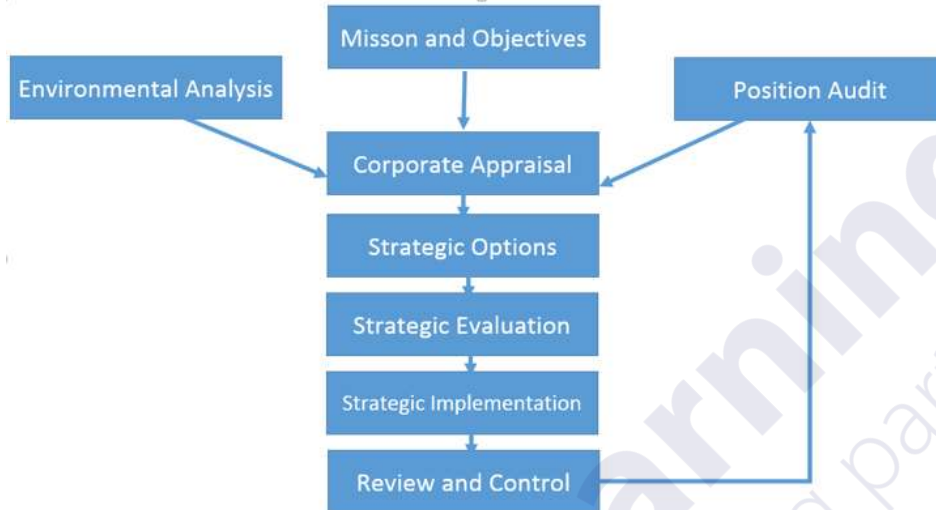 Misson and Objectives
Environmental Analysis
Position Audit
Corporate Appraisal
Strategic Options
Strategic Evaluation
Strategic Implementation
Review and Control